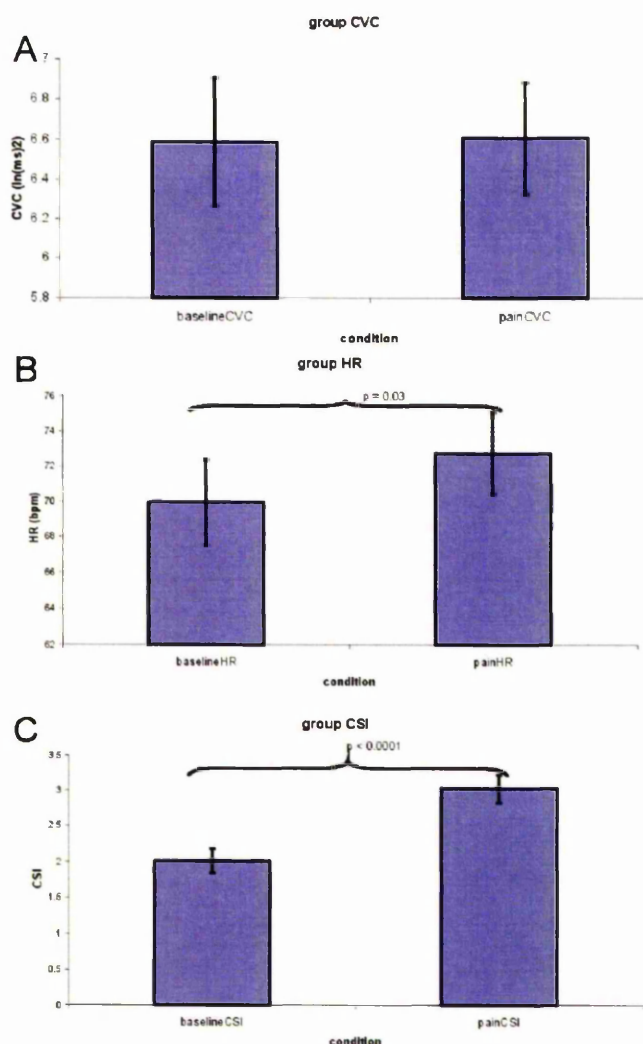 group CVC
A
7
6.8
6.6
6.4
6.2
6
5.8
CVC (ln(ms)2)
baselineCVC painCVC
condition
group HR
B
p = 0.03
76
74
72
70
68
66
64
62
HR (bpm)
baselineHR painHR
condition
group CSI
C
p < 0.0001
3.5
3
2.5
2
1.5
1
0.5
0
CSI
baselineCSI painCSI
condition